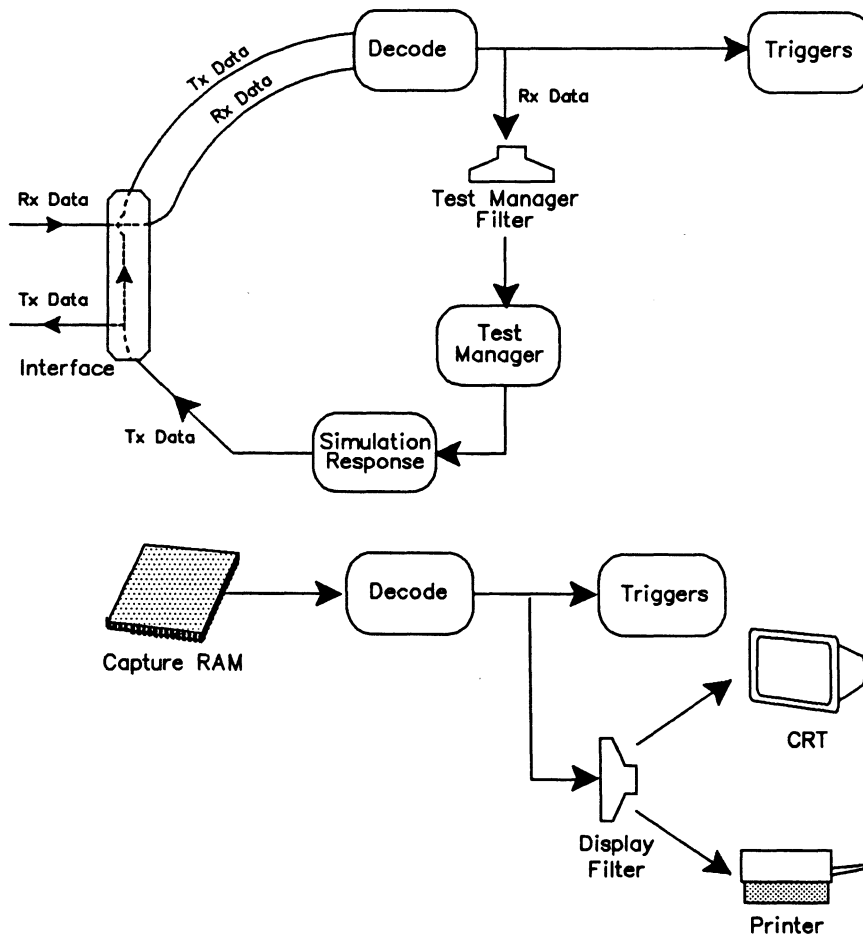 Tx Data
Rx Data
Decode
Triggers
Rx Data
Test Manager
Filter
Rx Data
Tx Data
Interface
Test
Manager
Tx Data
Simulation
Response
Capture RAM
Decode
Triggers
CRT
Display
Filter
Printer